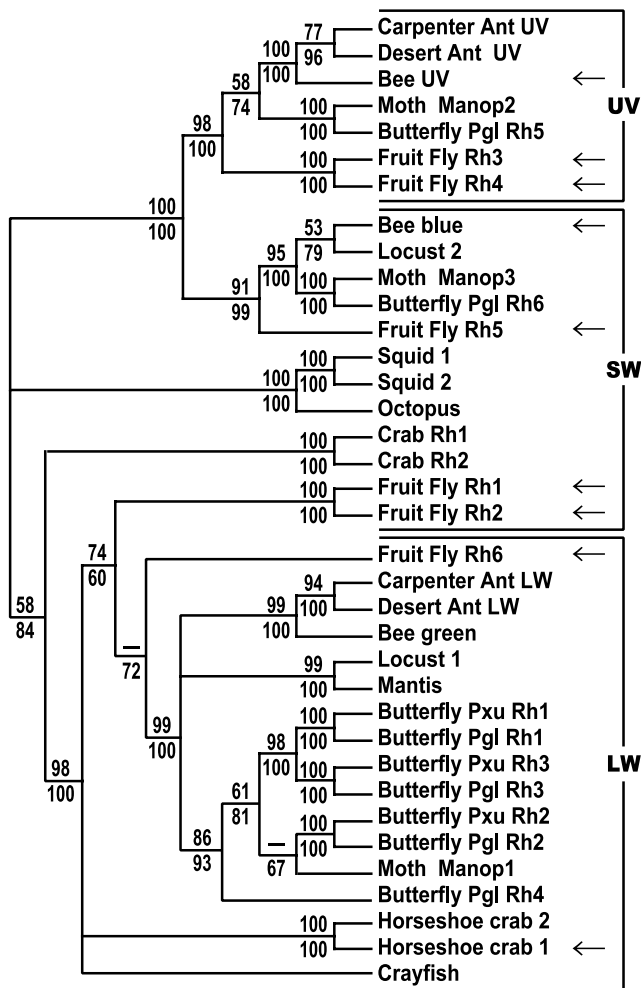 Carpenter Ant UV
Desert Ant UV
Bee UV
Moth Manop2
Butterfly Pgl Rh5
Fruit Fly Rh3
Fruit Fly Rh4
UV
Bee blue
Locust 2
Moth Manop3
Butterfly Pgl Rh6
Fruit Fly Rh5
Squid 1
Squid 2
Octopus
Crab Rh1
Crab Rh2
Fruit Fly Rh1
Fruit Fly Rh2
SW
Fruit Fly Rh6
Carpenter Ant LW
Desert Ant LW
Bee green
Locust 1
Mantis
Butterfly Pxu Rh1
Butterfly Pgl Rh1
Butterfly Pxu Rh3
Butterfly Pgl Rh3
Butterfly Pxu Rh2
Butterfly Pgl Rh2
Moth Manop1
Butterfly Pgl Rh4
Horseshoe crab 2
Horseshoe crab 1
Crayfish
LW
77
96
100
100
58
74
100
100
98
100
100
100
100
100
53
79
95
100
100
100
91
99
100
100
100
100
100
100
100
100
74
60
94
100
99
100
58
84
—
72
99
100
99
100
100
100
98
100
100
100
61
81
100
100
—
67
86
93
98
100
100
100